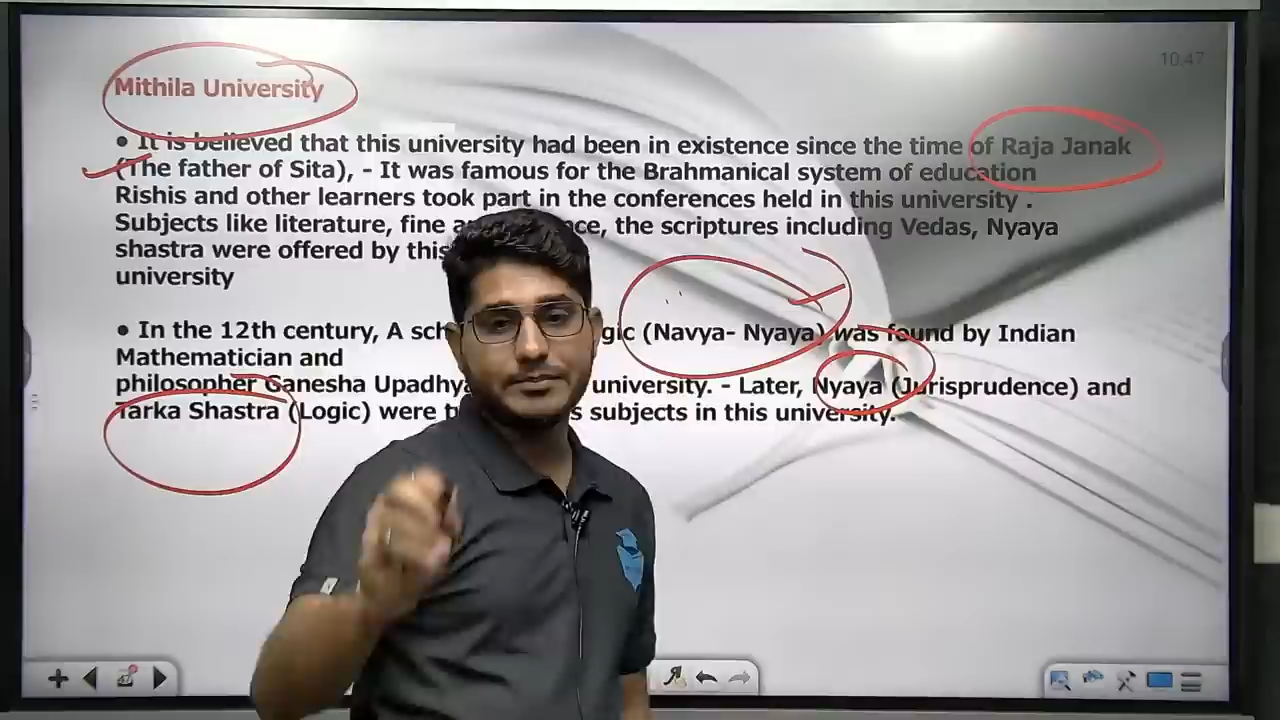 10:47
Mithila University
• It is believed that this university had been in existence since the time of Raja Janak
(The father of Sita), - It was famous for the Brahmanical system of education
Rishis and other learners took part in the conferences held in this university .
Subjects like literature, fine the scriptures including Vedas, Nyaya
shastra were offered by this
university
• In the 12th century, A (Navya- Nyaya) was found by Indian
Mathematician and
philosopher Ganesha university. - Later, Nyaya (Jurisprudence) and
Tarka Shastra (Logic) were subjects in this university.